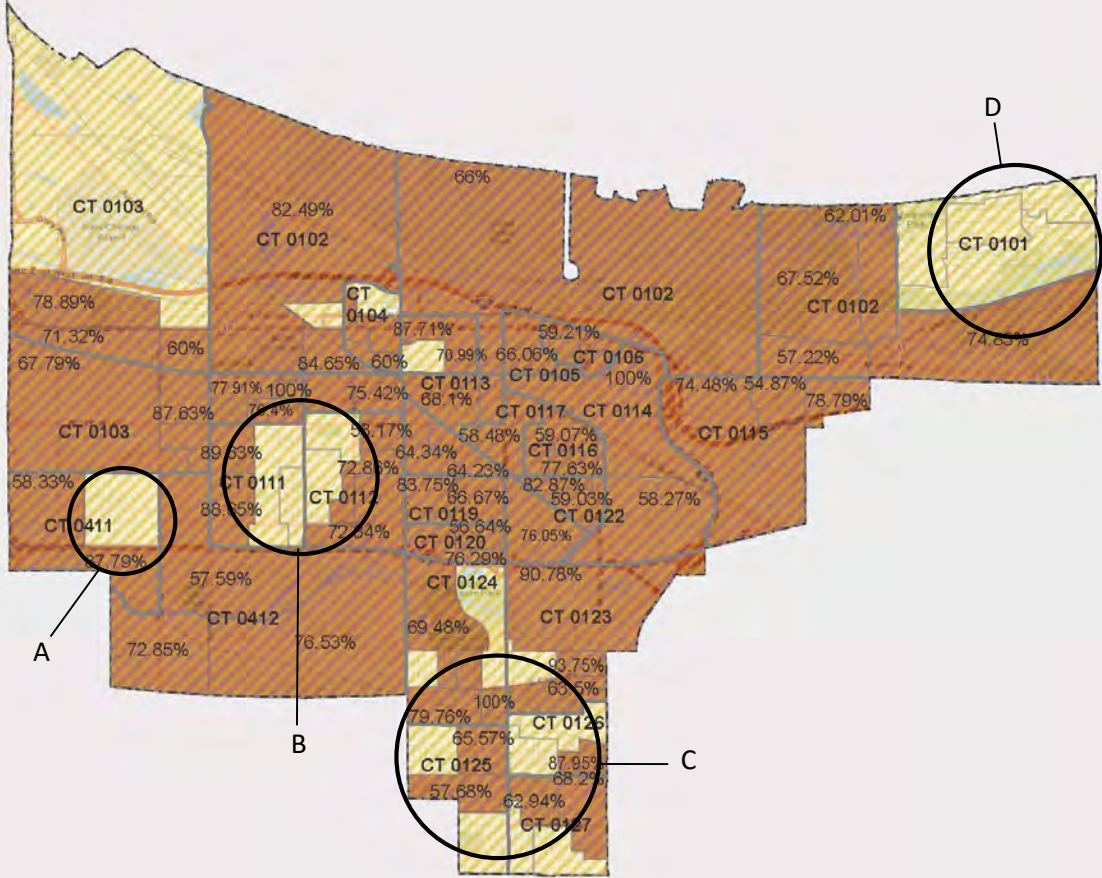 D
66%
CT 0103
82.49%
CT 0102
62.01%
CT 0101
67.52%
CT 0102
CT 0102
78.89%
CT
0104
71.32%
87.71%
59.21%
74.83%
60%
67.79%
84.65%
60%
70.99%
66.06%
CT 0106
57.22%
CT 0105
77.91%
100%
75.42%
CT 0113
68.1%
100%
74.48%
54.87%
78.79%
87.63%
CT 0117
CT 0114
CT 0103
58.48%
59.07%
CT 0115
89.63%
64.34%
CT 0116
58.33%
CT 0111
72.86%
64.23%
77.63%
83.75%
82.87%
CT 0112
66.67%
59.03%
58.27%
88.65%
CT 0119
CT 0122
CT 0411
72.84%
56.64%
76.05%
CT 0120
87.79%
76.29%
57.59%
CT 0124
90.78%
CT 0412
69.48%
CT 0123
A
72.85%
76.53%
93.75%
100%
79.76%
CT 0126
B
65.57%
CT 0125
87.95%
C
68.2%
57.68%
62.94%
CT 0127